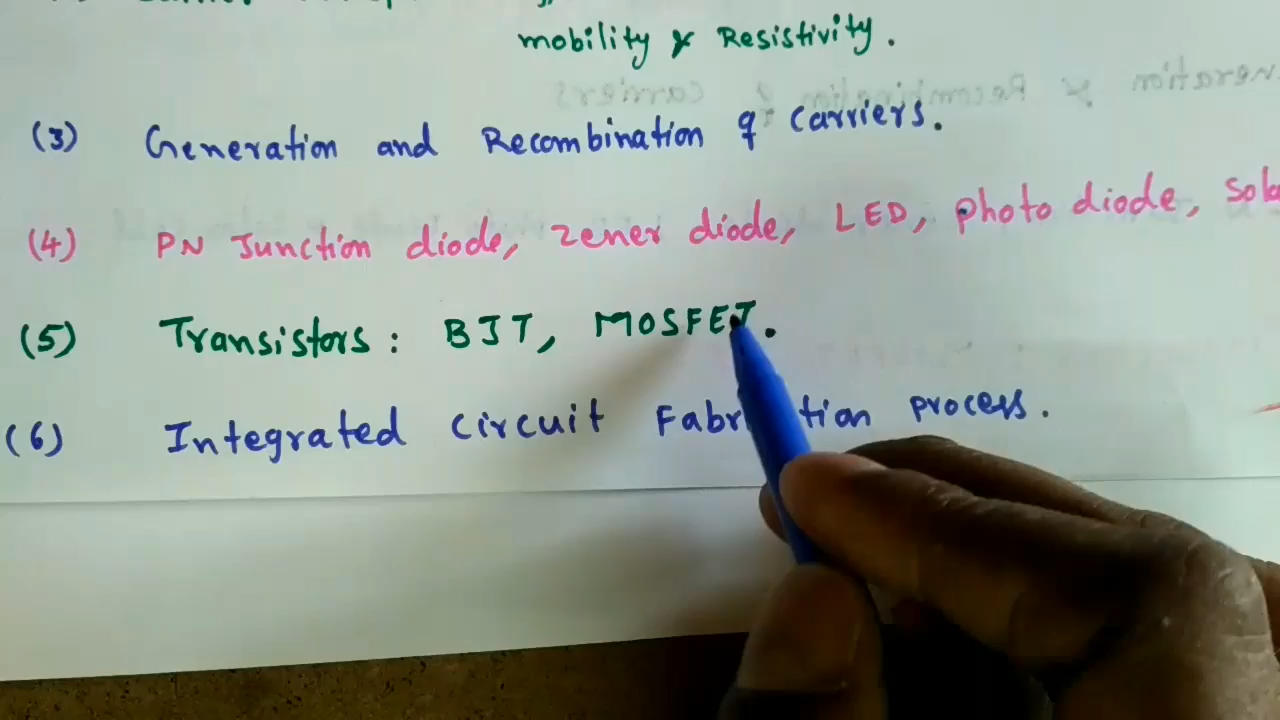 mobility & Resistivity.
(3) Generation and Recombination of Carriers.
(4) PN Junction diode, zener diode, LED, photo diode,
(5) Transistors: BJT, MOSFET.
(6) Integrated Circuit process.